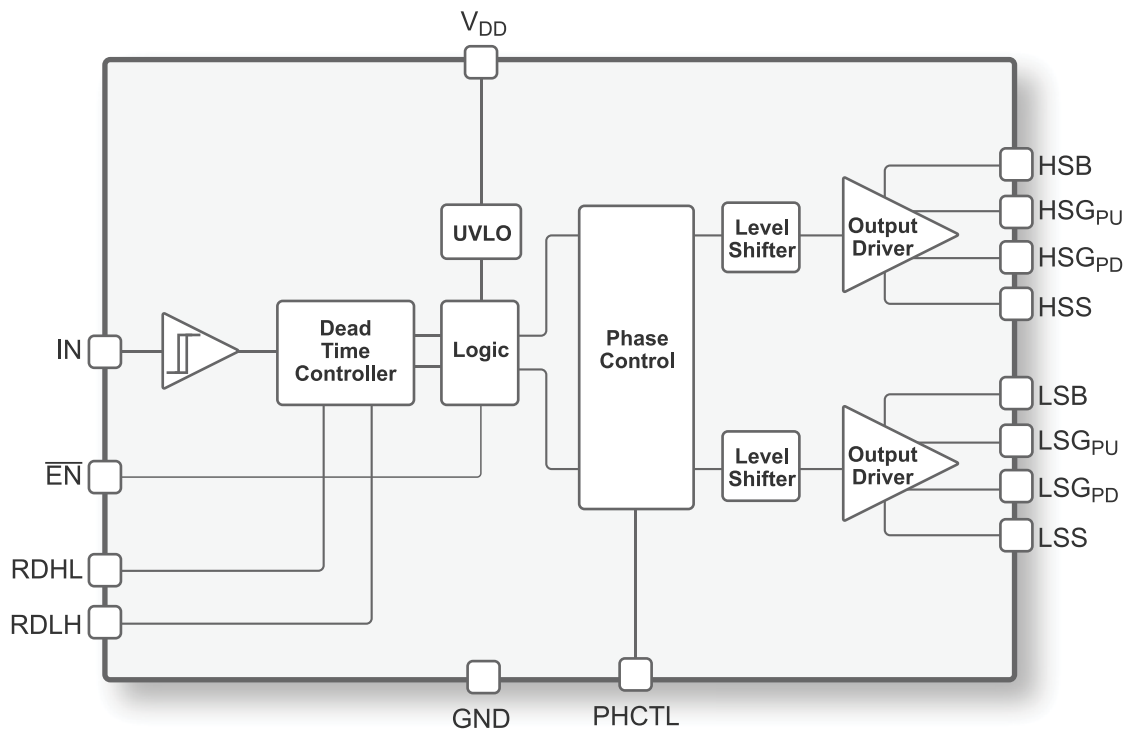 VDD
HSB
HSGPU
UVLO
Level
Shifter
Output
Driver
HSGPD
HSS
IN
Dead
Time
Controller
Logic
Phase
Control
LSB
LSGPU
EN
Level
Shifter
Output
Driver
LSGPD
LSS
RDHL
RDLH
GND
PHCTL